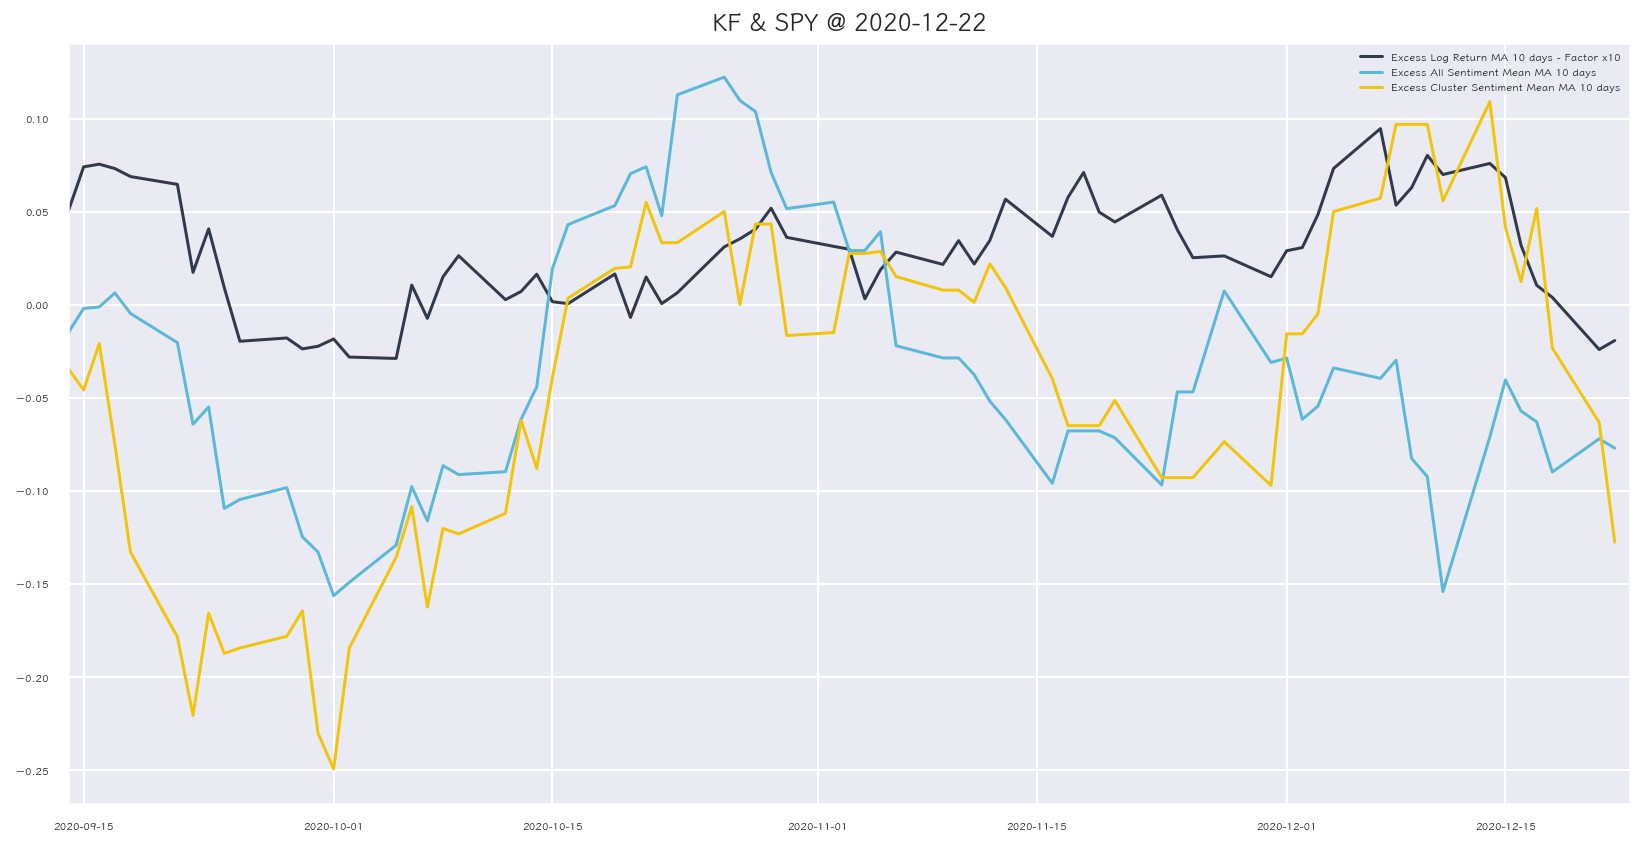 KF & SPY @ 2020-12-22
Excess Log Return MA 10 days - Factor x10
Excess All Sentiment Mean MA 10 days
Excess Cluster Sentiment Mean MA 10 days
0.10
0.05
0.00
−0.05
−0.10
−0.15
−0.20
−0.25
2020-09-15 2020-10-01 2020-10-15 2020-11-01 2020-11-15 2020-12-01 2020-12-15